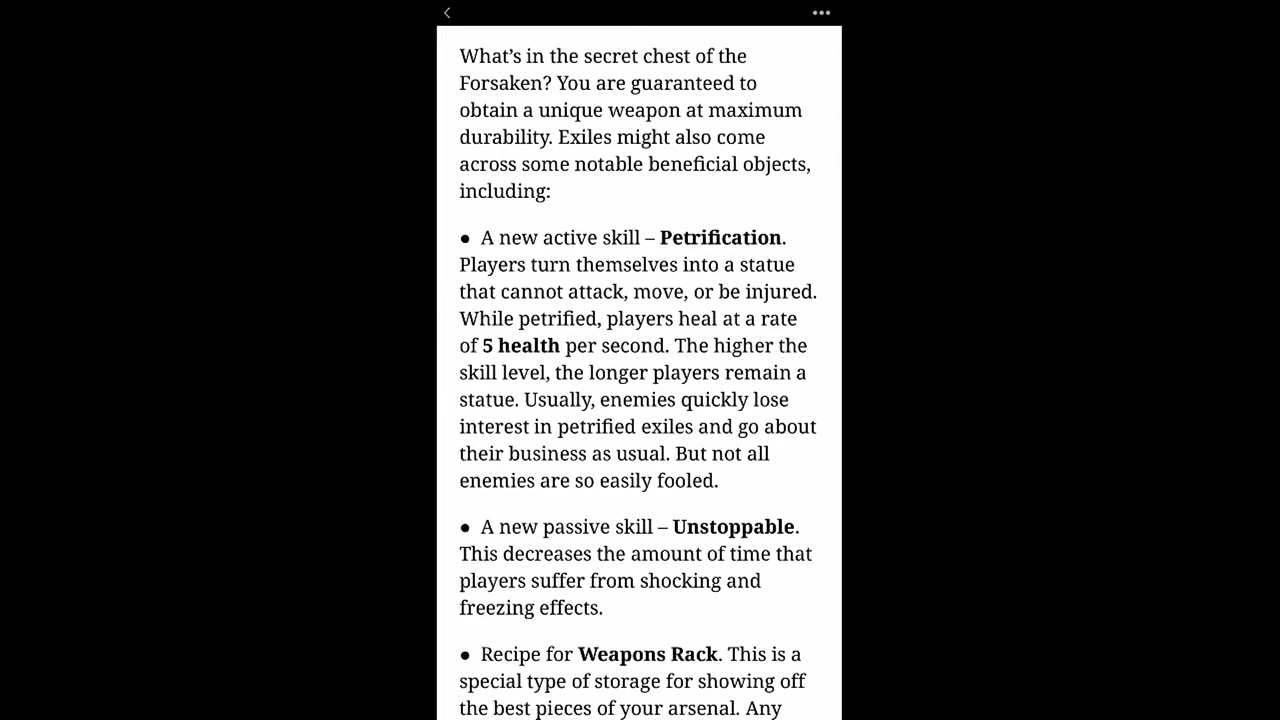 What’s in the secret chest of the
Forsaken? You are guaranteed to
obtain a unique weapon at maximum
durability. Exiles might also come
across some notable beneficial objects,
including:
● A new active skill – Petrification.
Players turn themselves into a statue
that cannot attack, move, or be injured.
While petrified, players heal at a rate
of 5 health per second. The higher the
skill level, the longer players remain a
statue. Usually, enemies quickly lose
interest in petrified exiles and go about
their business as usual. But not all
enemies are so easily fooled.
● A new passive skill – Unstoppable.
This decreases the amount of time that
players suffer from shocking and
freezing effects.
● Recipe for Weapons Rack. This is a
special type of storage for showing off
the best pieces of your arsenal. Any